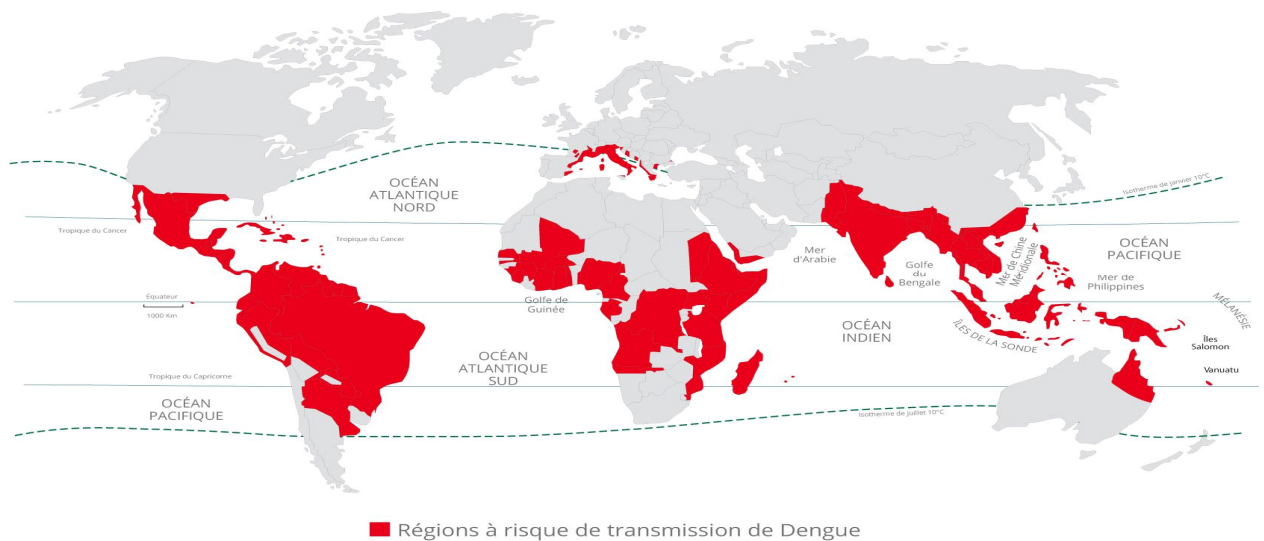 OCÉAN
ATLANTIQUE
NORD
Isotherme de janvier 10°C
Tropique du Cancer
Tropique du Cancer
Mer
d'Arabie
Golfe
du
Bengale
Mer de Chine
Méridionale
OCÉAN
PACIFIQUE
Mer de
Philippines
Équateur
1000 Km
Golfe de
Guinée
MÉLANÉSIE
OCÉAN
INDIEN
ÎLES DE LA SONDE
Îles
Salomon
OCÉAN
ATLANTIQUE
SUD
Vanuatu
Tropique du Capricorne
OCÉAN
PACIFIQUE
Isotherme de juillet 10°C
Régions à risque de transmission de Dengue